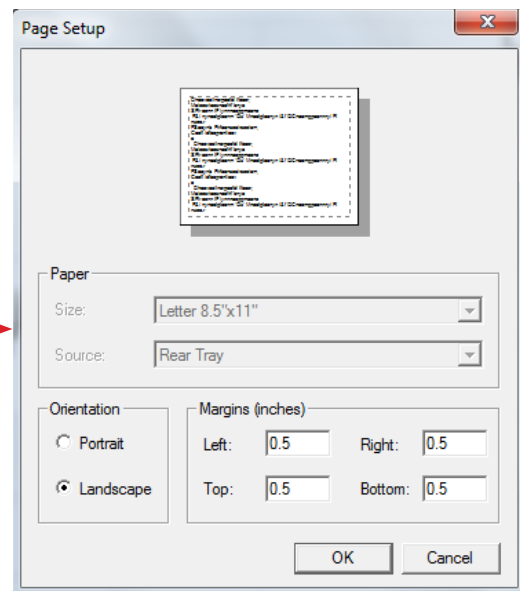 Page Setup
Paper
Size: Letter 8.5"x11"
Source: Rear Tray
Orientation
Portrait
Landscape
Margins (inches)
Left: 0.5 Right: 0.5
Top: 0.5 Bottom: 0.5
OK Cancel